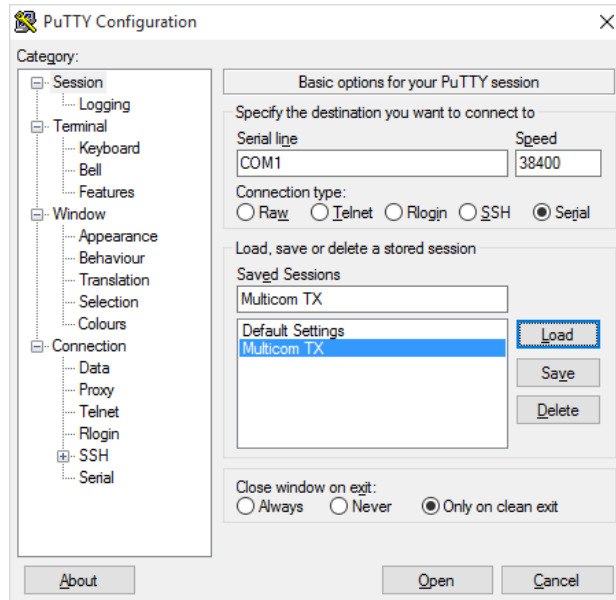 PuTTY Configuration
Category:
Session
Logging
Terminal
Keyboard
Bell
Features
Window
Appearance
Behaviour
Translation
Selection
Colours
Connection
Data
Proxy
Telnet
Rlogin
SSH
Serial
Basic options for your PuTTY session
Specify the destination you want to connect to
Serial line Speed
COM1 38400
Connection type:
Raw Telnet Rlogin SSH Serial
Load, save or delete a stored session
Saved Sessions
Multicom TX
Default Settings
Multicom TX
Load
Save
Delete
Close window on exit:
Always Never Only on clean exit
About Open Cancel